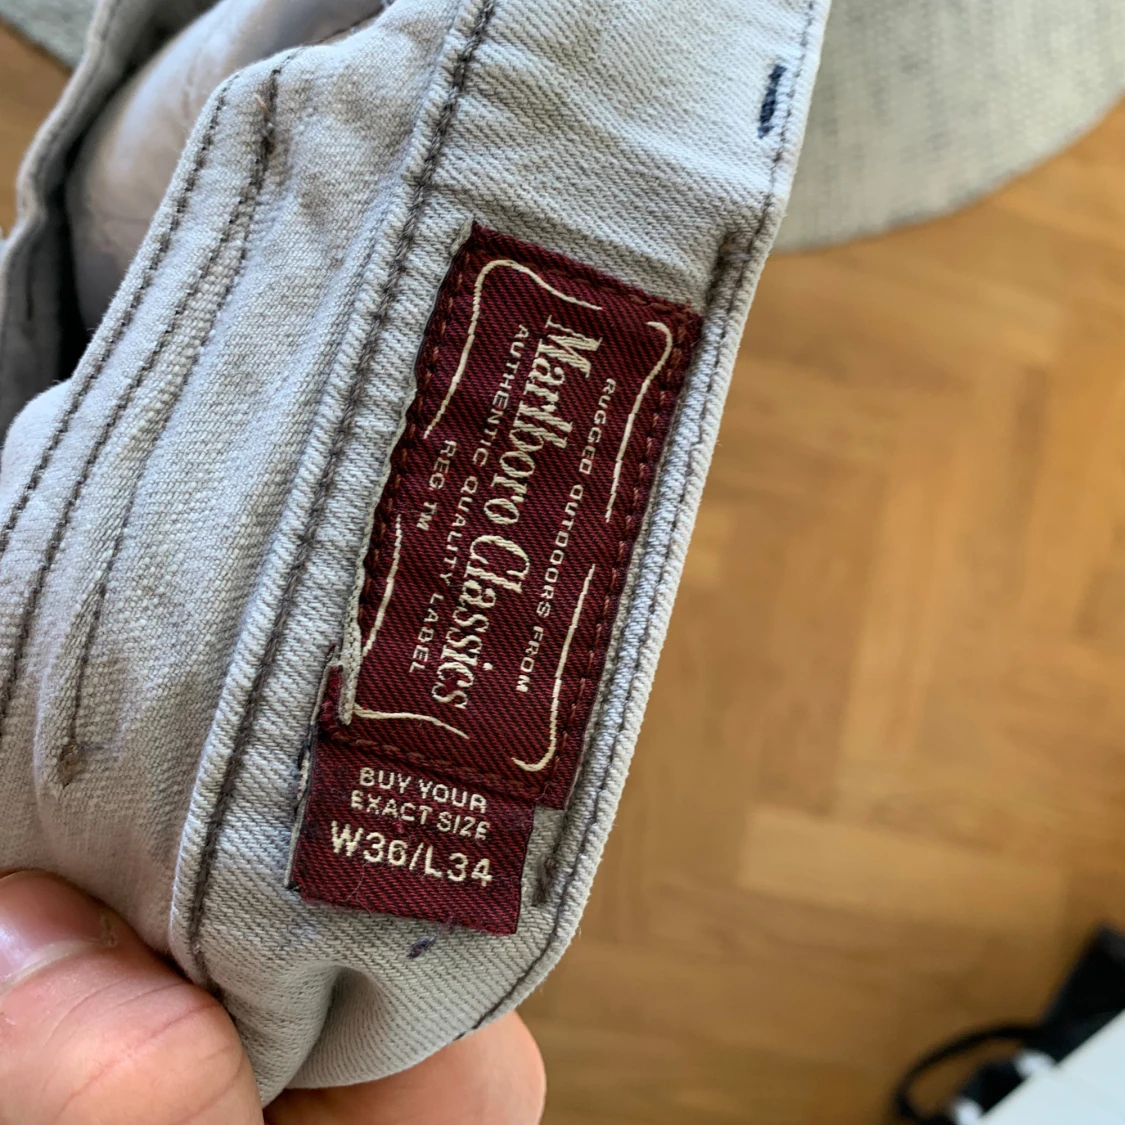 RUGGED OUTDOORS FROM
Marlboro Classics
AUTHENTIC QUALITY LABEL
REG TM
BUY YOUR
EXACT SIZE
W36/L34